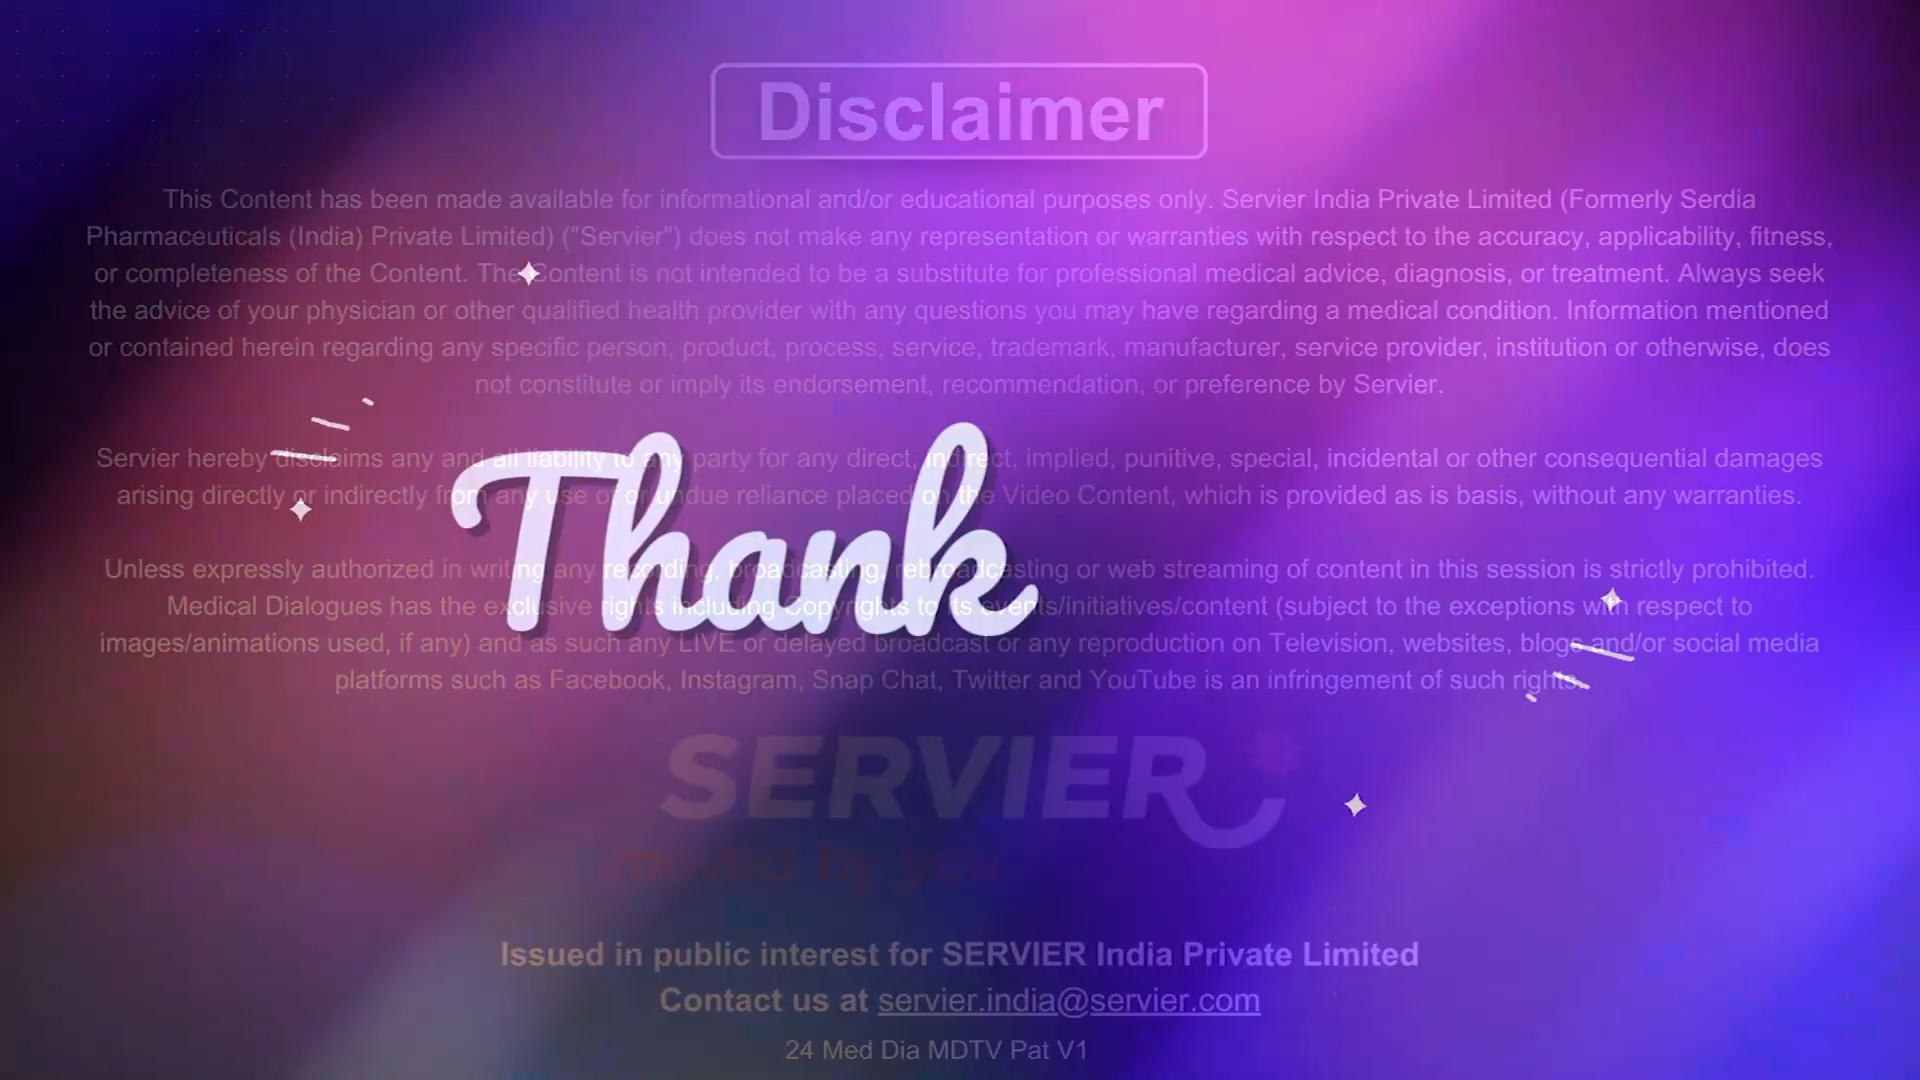 Disclaimer
This Content has been made available for informational and/or educational purposes only. Servier India Private Limited (Formerly Serdia
Pharmaceuticals (India) Private Limited) ("Servier") does not make any representation or warranties with respect to the accuracy, applicability, fitness,
or completeness of the Content. The Content is not intended to be a substitute for professional medical advice, diagnosis, or treatment. Always seek
the advice of your physician or other qualified health provider with any questions you may have regarding a medical condition. Information mentioned
or contained herein regarding any specific person, product, process, service, trademark, manufacturer, service provider, institution or otherwise, does
not constitute or imply its endorsement, recommendation, or preference by Servier.
Servier hereby disclaims any and all liability to any party for any direct, indirect, implied, punitive, special, incidental or other consequential damages
arising directly or indirectly from any use of or undue reliance placed on the Video Content, which is provided as is basis, without any warranties.
Thank
Unless expressly authorized in writing any recording, broadcasting, rebroadcasting or web streaming of content in this session is strictly prohibited.
Medical Dialogues has the exclusive rights including Copyrights to its events/initiatives/content (subject to the exceptions with respect to
images/animations used, if any) and as such any LIVE or delayed broadcast or any reproduction on Television, websites, blogs and/or social media
platforms such as Facebook, Instagram, Snap Chat, Twitter and YouTube is an infringement of such rights.
SERVIER
moved by you
Issued in public interest for SERVIER India Private Limited
Contact us at servier.india@servier.com
24 Med Dia MDTV Pat V1